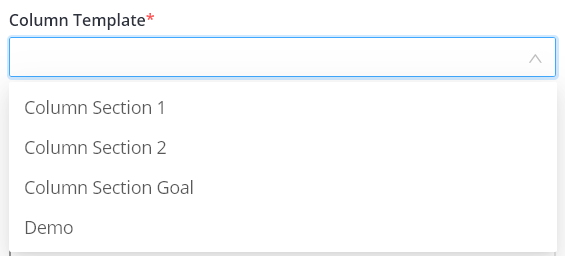 Column Template*
Column Section 1
Column Section 2
Column Section Goal
Demo